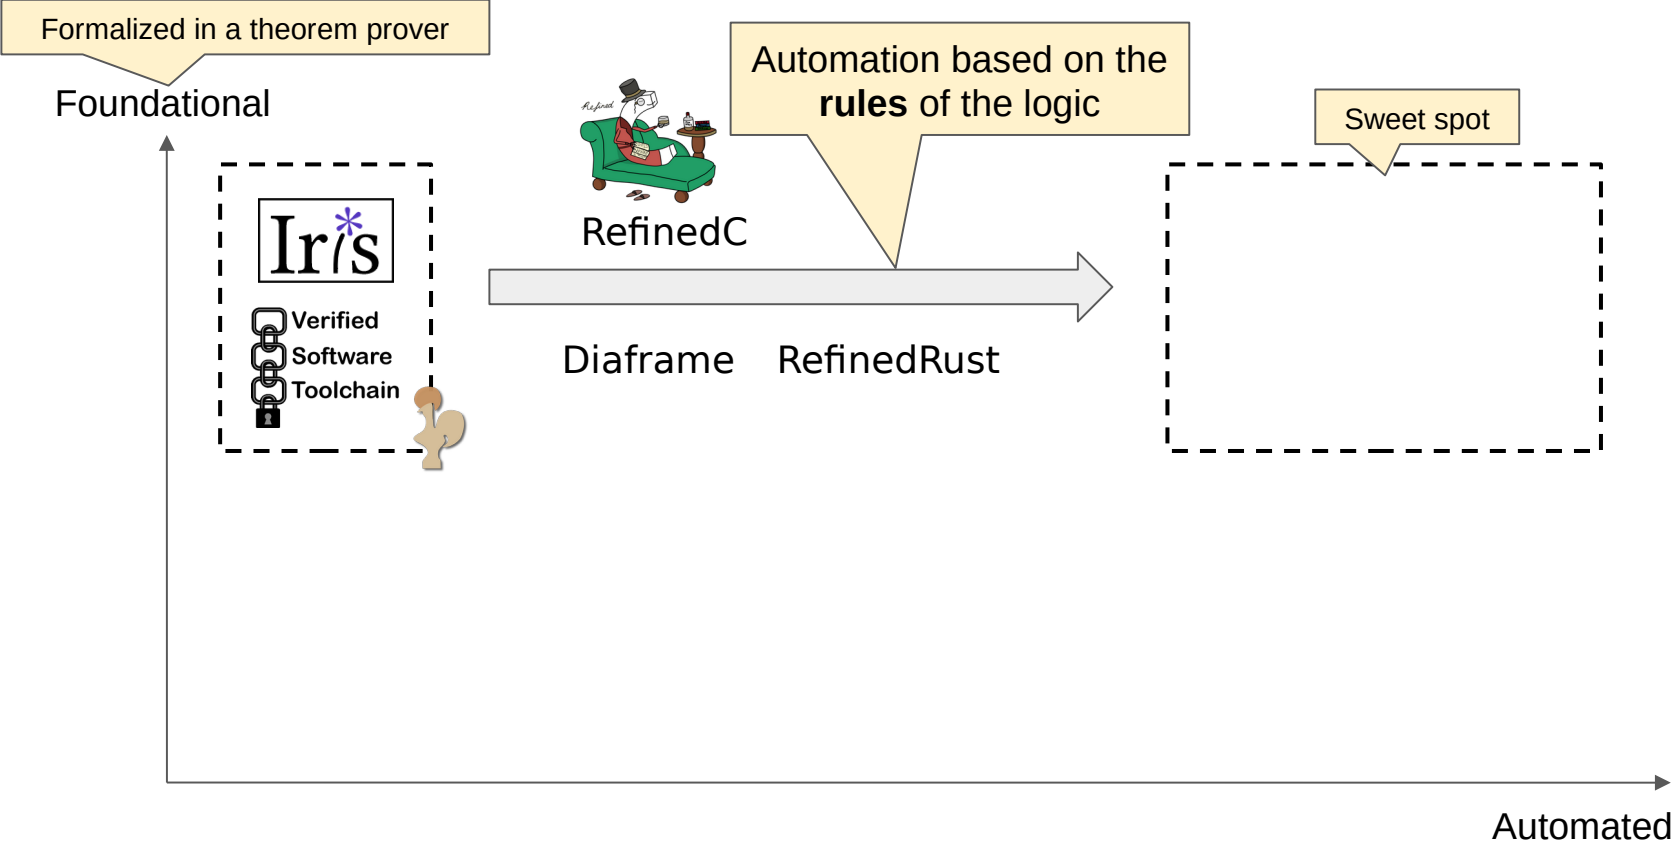 Formalized in a theorem prover
Foundational
Automation based on the
rules of the logic
Sweet spot
Refined
RefinedC
Iris
Verified
Software
Toolchain
Diaframe
RefinedRust
Automated